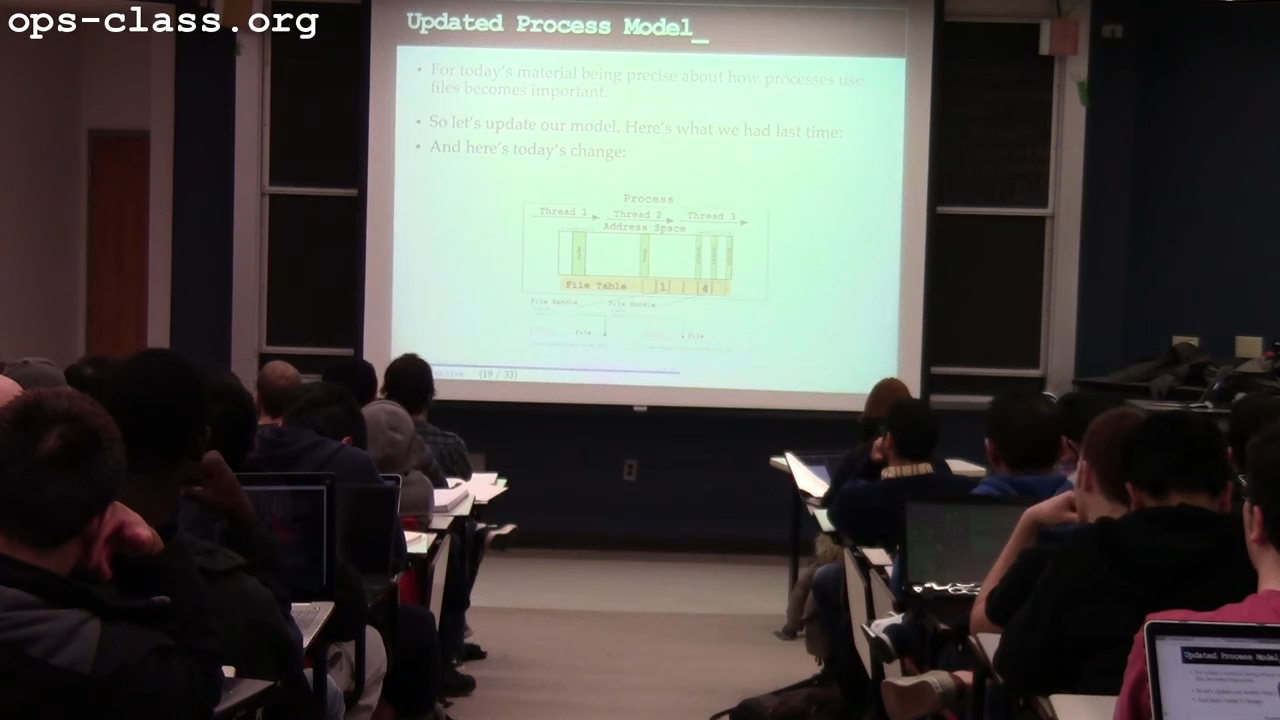 ops-class.org
Updated Process Model_
• For today's material being precise about how processes use
files becomes important.
• So let's update our model. Here's what we had last time:
• And here's today's change:
Process
Thread 1 Thread 2 Thread 3
Address Space
File Table 1 4
File Handle File Handle
File File
(19 / 33)
Updated Process Model